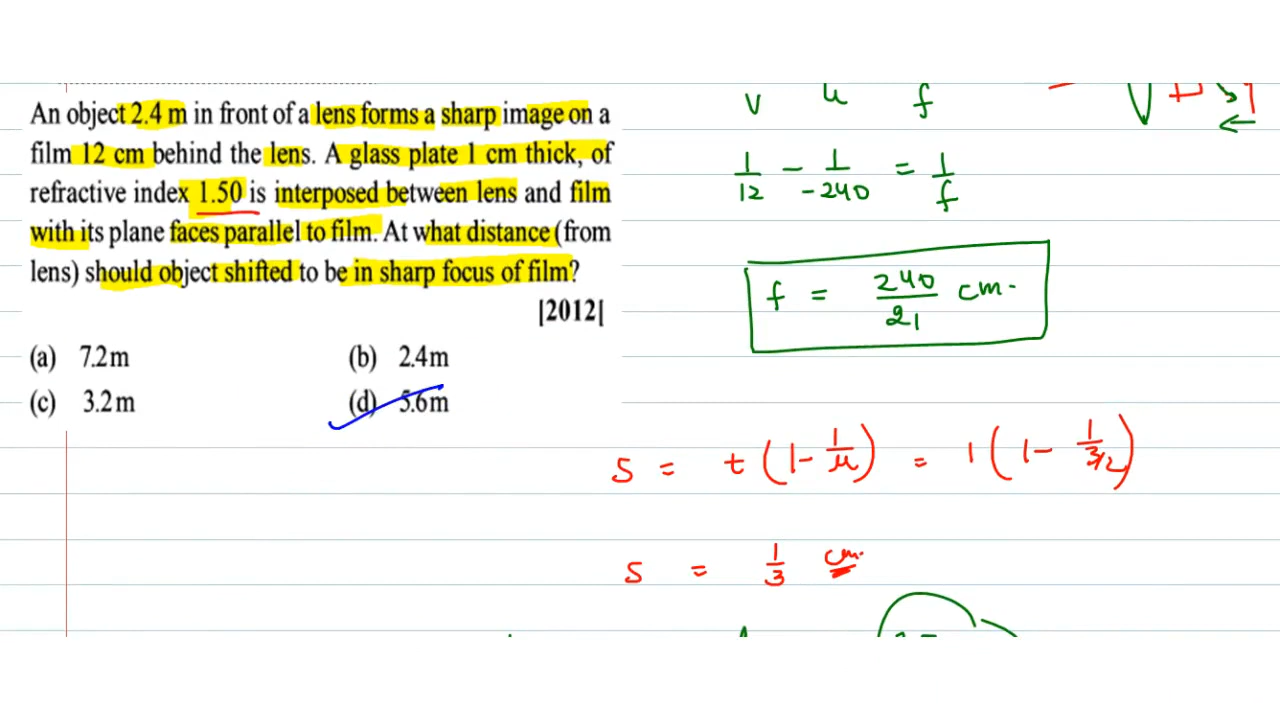 An object 2.4 m in front of a lens forms a sharp image on a
film 12 cm behind the lens. A glass plate 1 cm thick, of
refractive index 1.50 is interposed between lens and film
with its plane faces parallel to film. At what distance (from
lens) should object shifted to be in sharp focus of film?
[2012[
(a) 7.2m (b) 2.4m
(c) 3.2m (d) 5.6m
v u f
1/12 - 1/-240 = 1/f
f = 240/21 cm.
s = t(1 - 1/μ) = 1(1 - 1/3/2)
s = 1/3 cm.